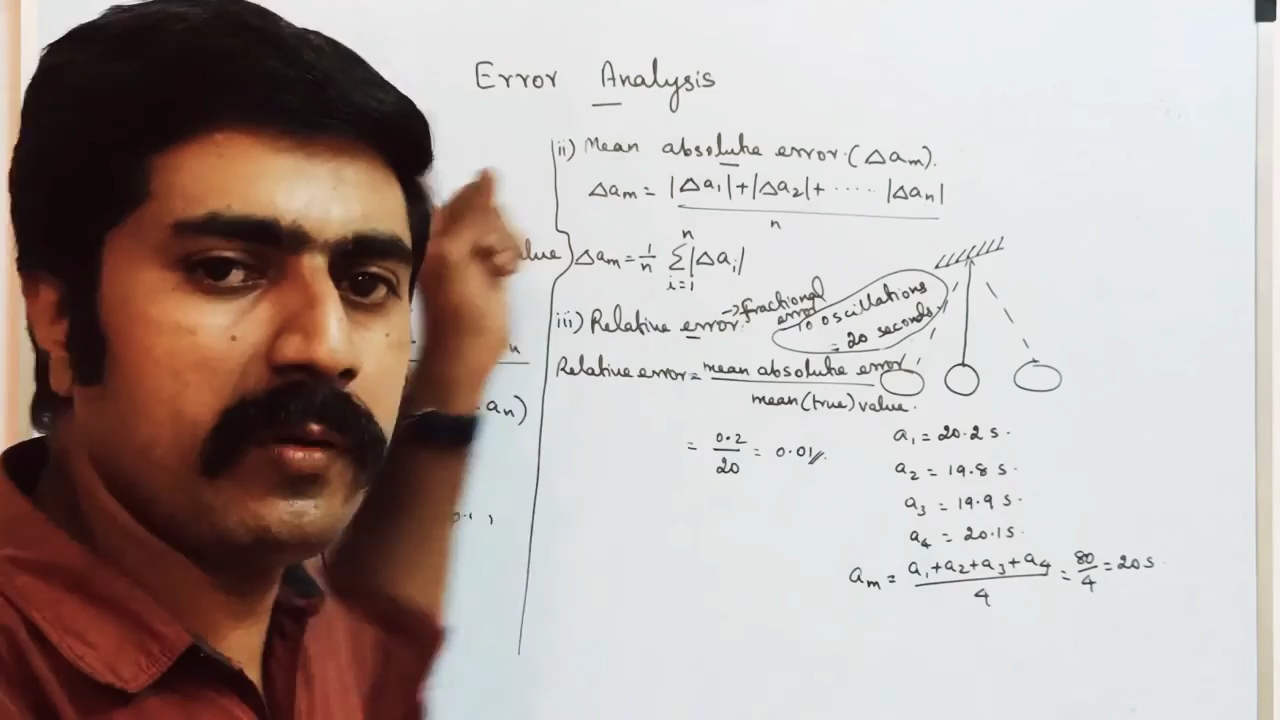 Error Analysis
ii) Mean absolute error. (Δaₘ).
Δaₘ = |Δa₁|+|Δa₂|+ ..... |Δaₙ|
n
Δaₘ = 1/n Σ|Δaᵢ|
n
i=1
iii) Relative error. → fractional error
10 oscillations
= 20 seconds
Relative error = mean absolute error
mean (true) value.
= 0.2/20 = 0.01//.
a₁ = 20.2 s.
a₂ = 19.8 s.
a₃ = 19.9 s.
a₄ = 20.1 s.
aₘ = a₁+a₂+a₃+a₄/4 = 80/4 = 20 s
n
aₙ)